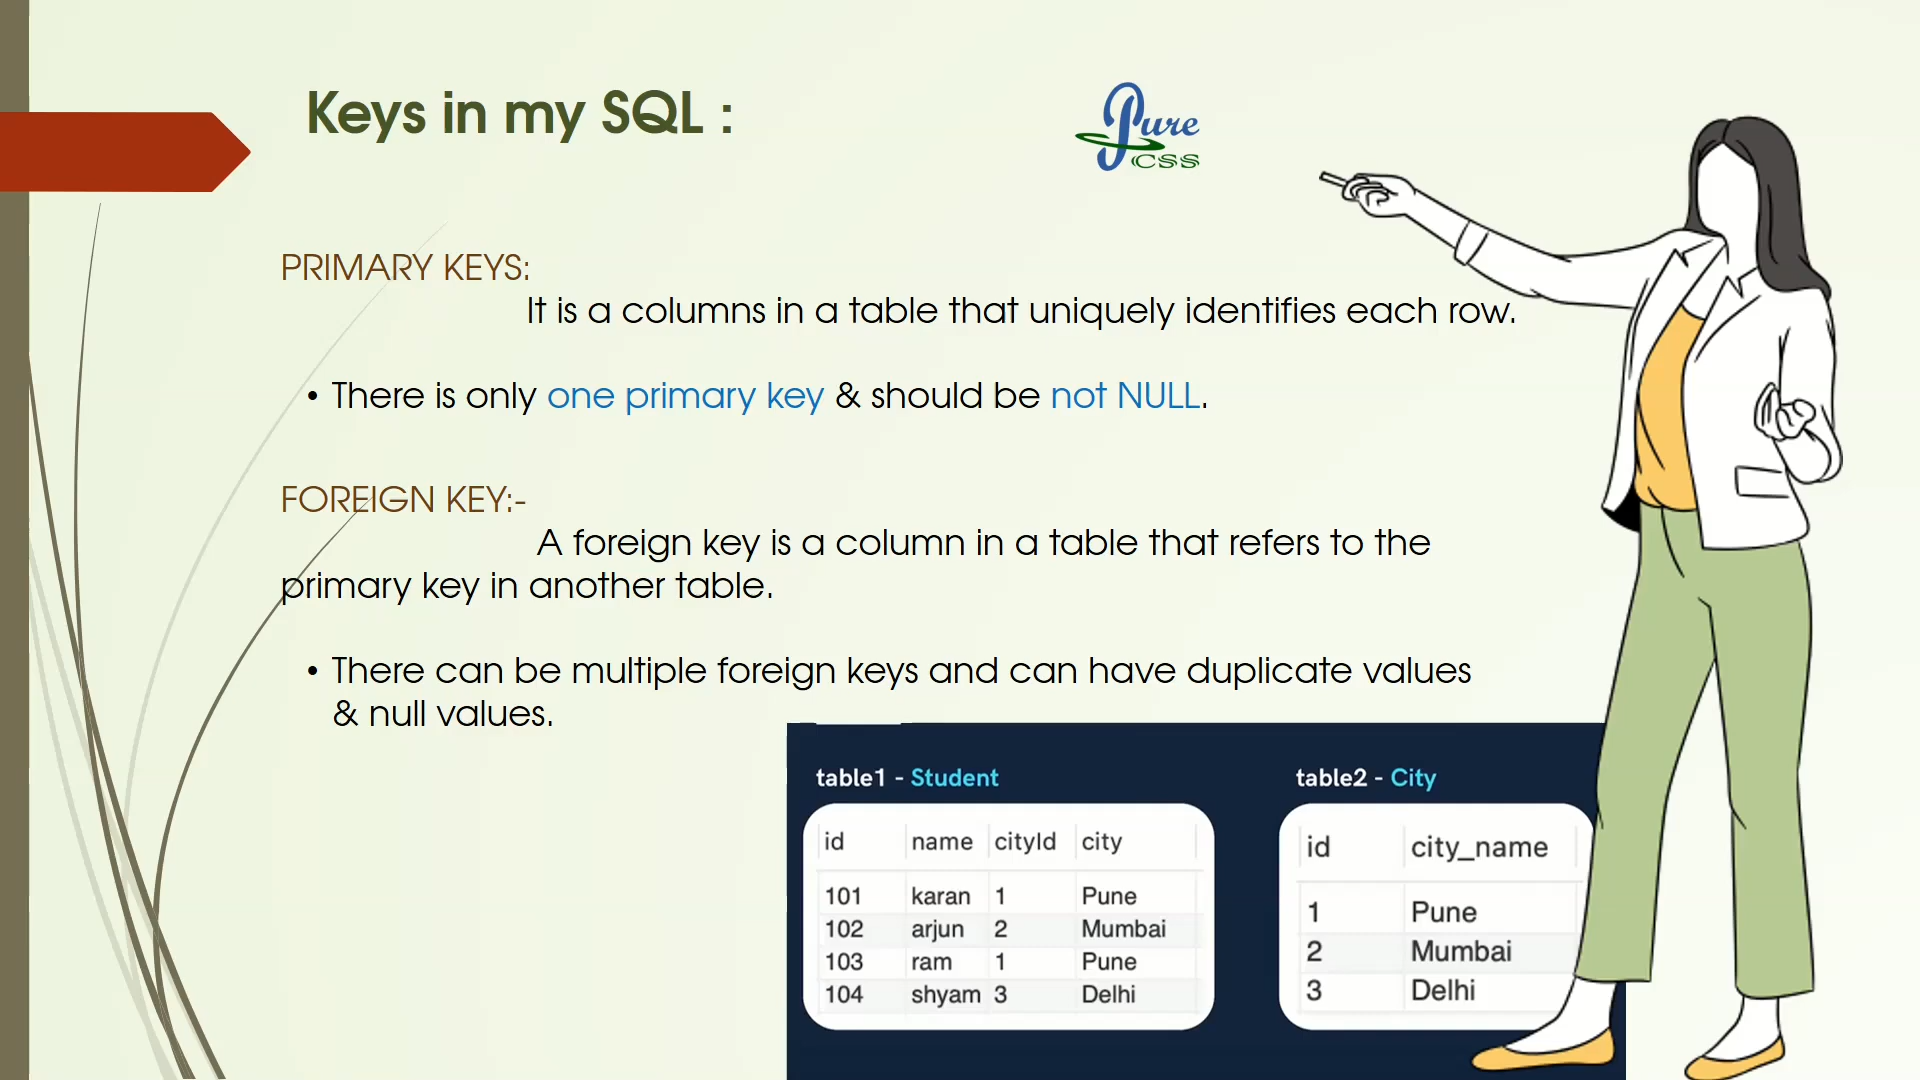 Keys in my SQL :
Pure
CSS
PRIMARY KEYS:
It is a columns in a table that uniquely identifies each row.
• There is only one primary key & should be not NULL.
FOREIGN KEY:-
A foreign key is a column in a table that refers to the
primary key in another table.
• There can be multiple foreign keys and can have duplicate values
& null values.
table1 - Student
id name cityId city
101 karan 1 Pune
102 arjun 2 Mumbai
103 ram 1 Pune
104 shyam 3 Delhi
table2 - City
id city_name
1 Pune
2 Mumbai
3 Delhi